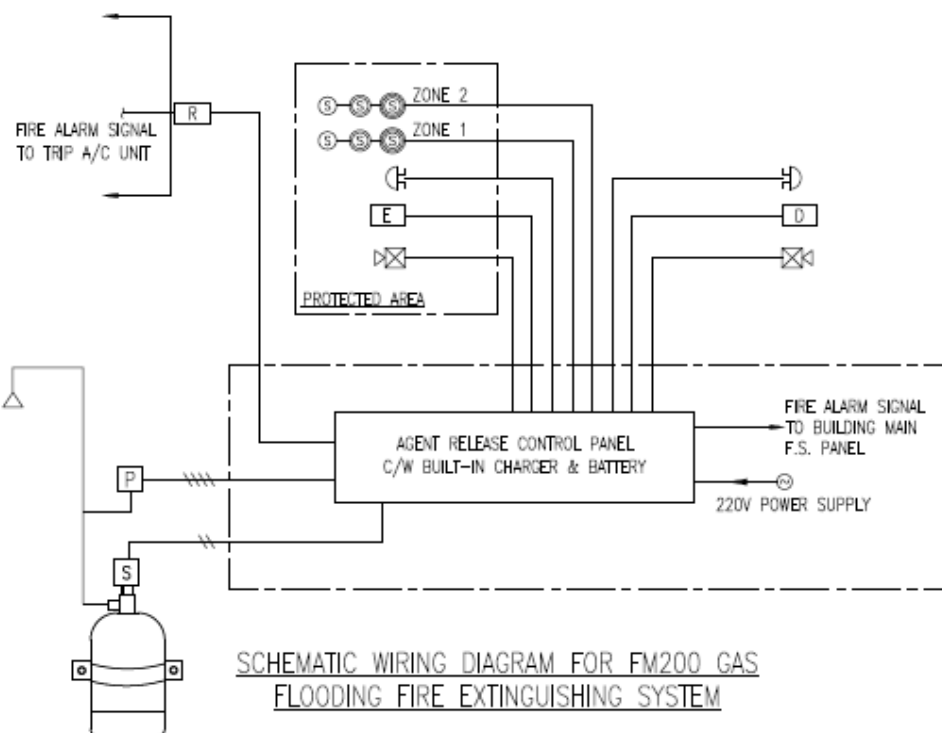 FIRE ALARM SIGNAL
TO TRIP A/C UNIT
R
S S S ZONE 2
S S S ZONE 1
E
D
PROTECTED AREA
AGENT RELEASE CONTROL PANEL
C/W BUILT-IN CHARGER & BATTERY
FIRE ALARM SIGNAL
TO BUILDING MAIN
F.S. PANEL
220V POWER SUPPLY
P
S
SCHEMATIC WIRING DIAGRAM FOR FM200 GAS
FLOODING FIRE EXTINGUISHING SYSTEM